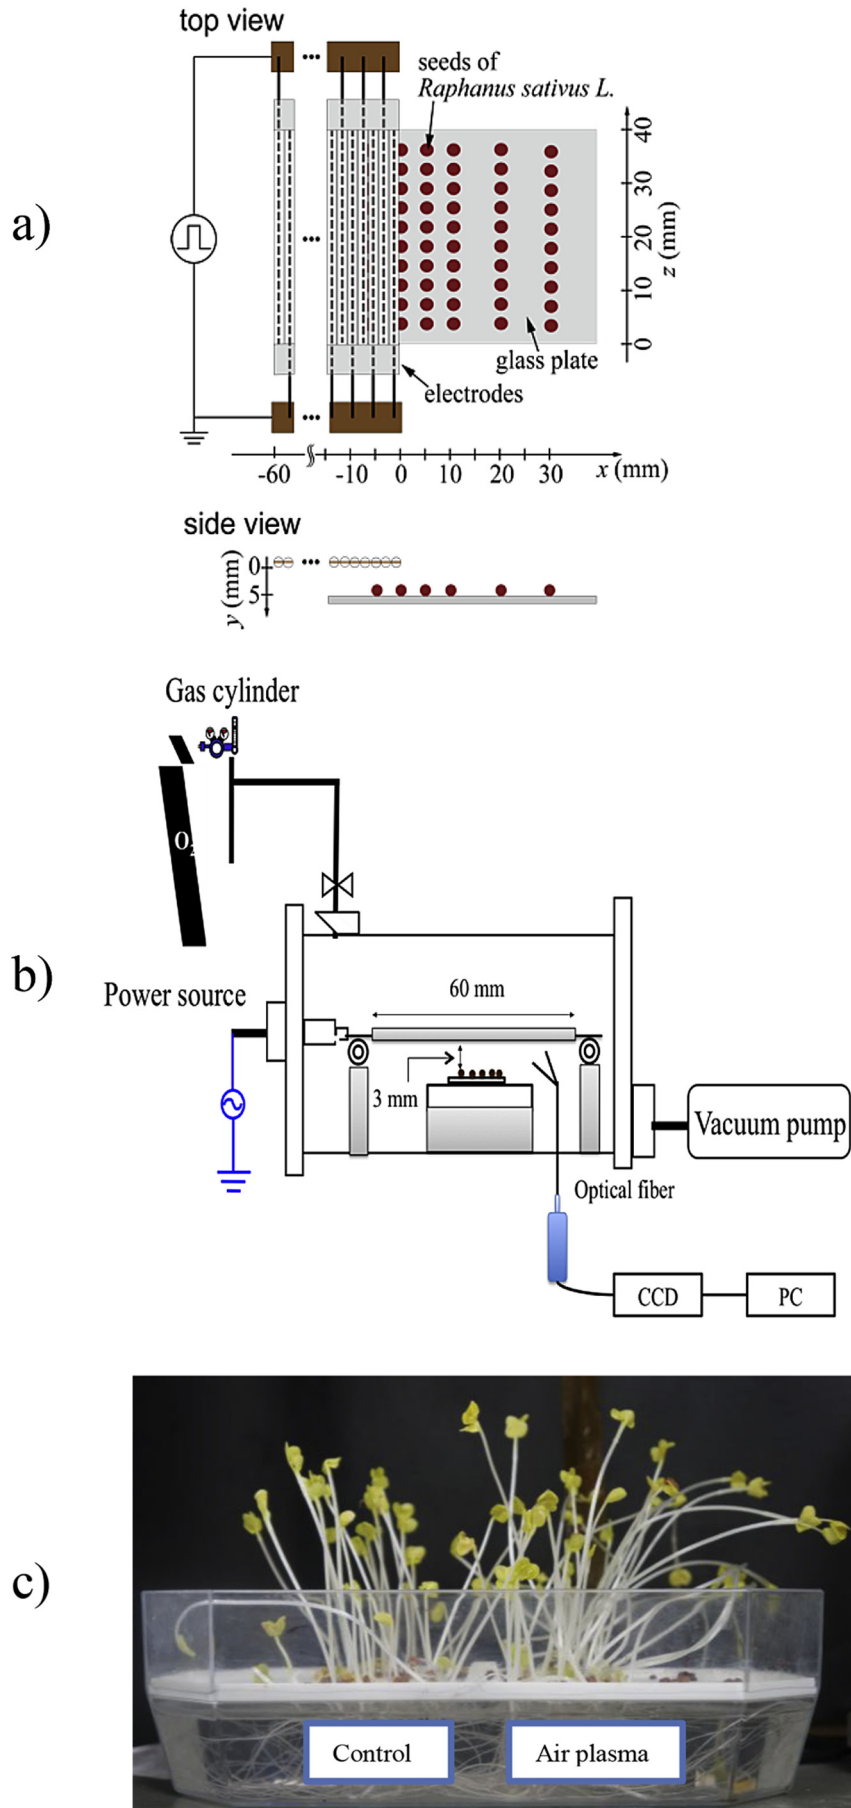 a)
top view
seeds of
Raphanus sativus L.
40
30
20
10
0
z (mm)
glass plate
electrodes
-60
-10
0
10
20
30
x (mm)
side view
0
5
y (mm)
b)
Gas cylinder
O2
Power source
60 mm
3 mm
Vacuum pump
Optical fiber
CCD
PC
c)
Control
Air plasma